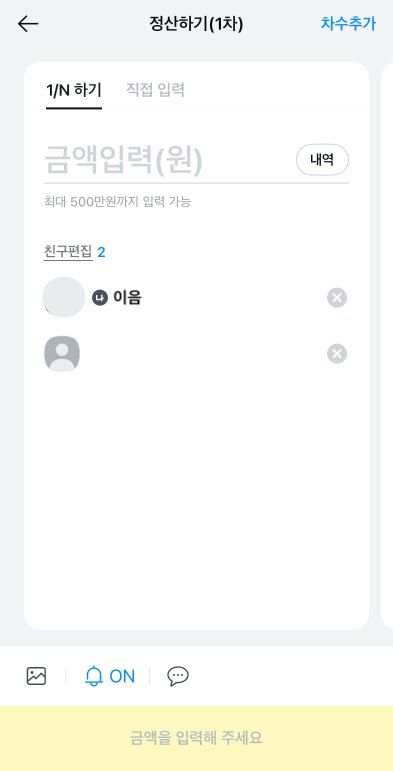 정산하기(1차)
차수추가
1/N 하기
직접 입력
금액입력(원)
내역
최대 500만원까지 입력 가능
친구편집 2
나 이음
ON
금액을 입력해 주세요